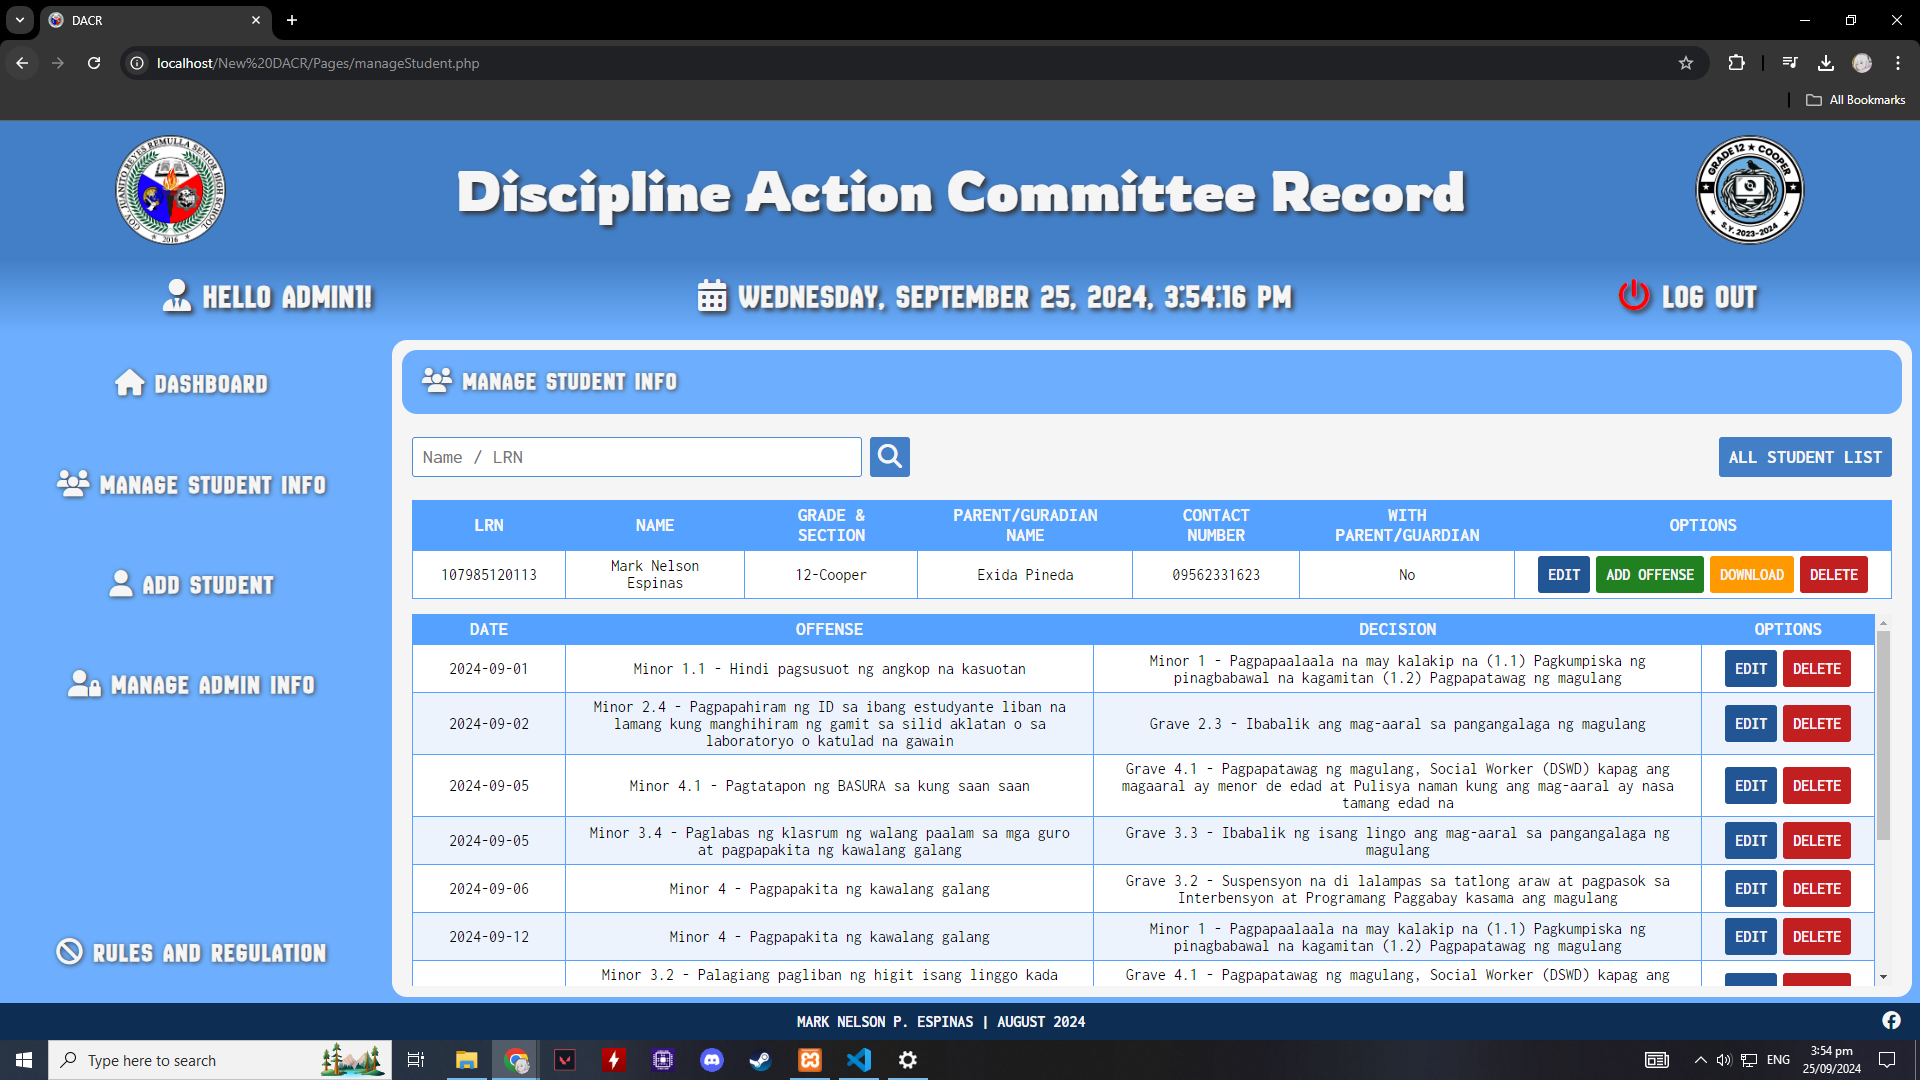 DACR
localhost/New%20DACR/Pages/manageStudent.php
All Bookmarks
GOV. JUANITO REYES REMULLA SENIOR HIGH SCHOOL
2016
Discipline Action Committee Record
GRADE 12 ★ COOPER
S.Y. 2023-2024
HELLO ADMIN1!
WEDNESDAY, SEPTEMBER 25, 2024, 3:54:16 PM
LOG OUT
DASHBOARD
MANAGE STUDENT INFO
ADD STUDENT
MANAGE ADMIN INFO
RULES AND REGULATION
MANAGE STUDENT INFO
Name / LRN
ALL STUDENT LIST
LRN
NAME
GRADE &
SECTION
PARENT/GURADIAN
NAME
CONTACT
NUMBER
WITH
PARENT/GUARDIAN
OPTIONS
107985120113
Mark Nelson
Espinas
12-Cooper
Exida Pineda
09562331623
No
EDIT
ADD OFFENSE
DOWNLOAD
DELETE
DATE
OFFENSE
DECISION
OPTIONS
2024-09-01
Minor 1.1 - Hindi pagsusuot ng angkop na kasuotan
Minor 1 - Pagpapaalaala na may kalakip na (1.1) Pagkumpiska ng
pinagbabawal na kagamitan (1.2) Pagpapatawag ng magulang
EDIT
DELETE
2024-09-02
Minor 2.4 - Pagpapahiram ng ID sa ibang estudyante liban na
lamang kung manghihiram ng gamit sa silid aklatan o sa
laboratoryo o katulad na gawain
Grave 2.3 - Ibabalik ang mag-aaral sa pangangalaga ng magulang
EDIT
DELETE
2024-09-05
Minor 4.1 - Pagtatapon ng BASURA sa kung saan saan
Grave 4.1 - Pagpapatawag ng magulang, Social Worker (DSWD) kapag ang
magaaral ay menor de edad at Pulisya naman kung ang mag-aaral ay nasa
tamang edad na
EDIT
DELETE
2024-09-05
Minor 3.4 - Paglabas ng klasrum ng walang paalam sa mga guro
at pagpapakita ng kawalang galang
Grave 3.3 - Ibabalik ng isang lingo ang mag-aaral sa pangangalaga ng
magulang
EDIT
DELETE
2024-09-06
Minor 4 - Pagpapakita ng kawalang galang
Grave 3.2 - Suspensyon na di lalampas sa tatlong araw at pagpasok sa
Interbensyon at Programang Paggabay kasama ang magulang
EDIT
DELETE
2024-09-12
Minor 4 - Pagpapakita ng kawalang galang
Minor 1 - Pagpapaalaala na may kalakip na (1.1) Pagkumpiska ng
pinagbabawal na kagamitan (1.2) Pagpapatawag ng magulang
EDIT
DELETE
Minor 3.2 - Palagiang pagliban ng higit isang linggo kada
Grave 4.1 - Pagpapatawag ng magulang, Social Worker (DSWD) kapag ang
MARK NELSON P. ESPINAS | AUGUST 2024
Type here to search
ENG
3:54 pm
25/09/2024